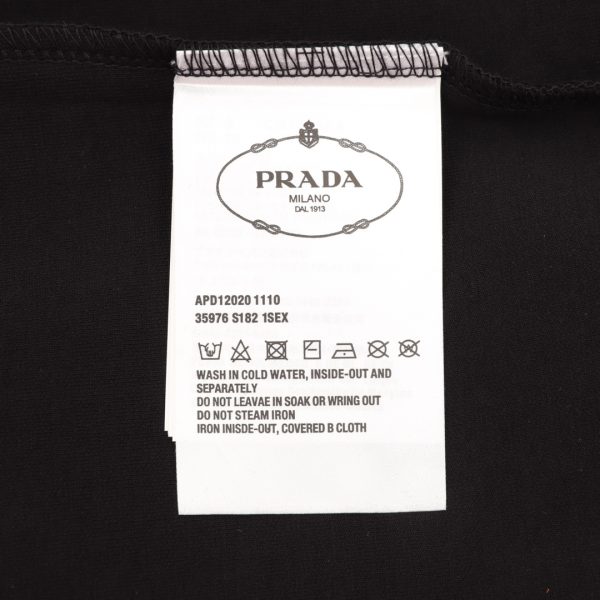 PRADA
MILANO
DAL 1913
APD12020 1110
35976 S182 1SEX
WASH IN COLD WATER, INSIDE-OUT AND
SEPARATELY
DO NOT LEAVAE IN SOAK OR WRING OUT
DO NOT STEAM IRON
IRON INISDE-OUT, COVERED B CLOTH